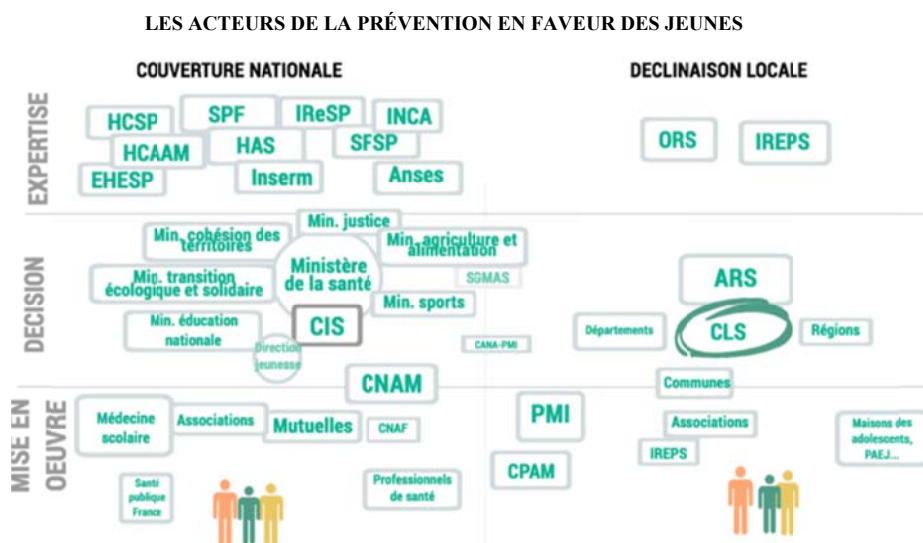 LES ACTEURS DE LA PRÉVENTION EN FAVEUR DES JEUNES
COUVERTURE NATIONALE
DECLINAISON LOCALE
EXPERTISE
HCSP
SPF
IReSP
INCA
HCAAM
HAS
SFSP
EHESP
Inserm
Anses
ORS
IREPS
DECISION
Min. justice
Min. cohésion des
térritoires
Min. agriculture et
alimentation
Ministère
de la santé
SGMAS
Min. transition
écologique et solidaire
Min. sports
CIS
Min. éducation
nationale
Direction
jeunesse
CANA-PMI
ARS
Départements
CLS
Régions
Communes
MISE EN
OEUVRE
CNAM
Médecine
scolaire
Associations
Mutuelles
CNAF
Santé
publique
France
Professionnels
de santé
PMI
CPAM
Associations
IREPS
Maisons des
adolescents,
PAEJ...